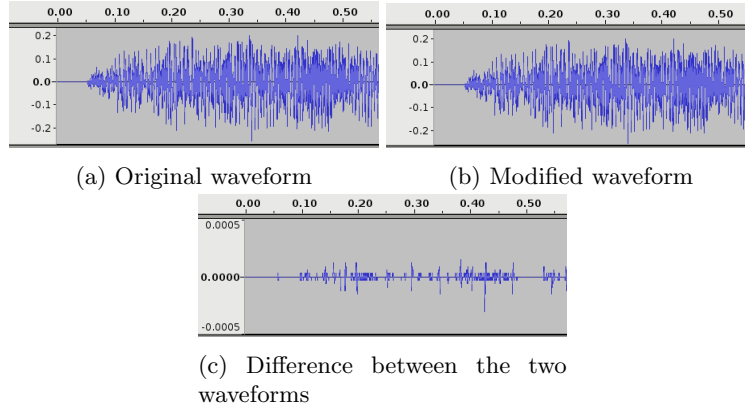 0.00 0.10 0.20 0.30 0.40 0.50
0.2
0.1
0.0
-0.1
-0.2
(a) Original waveform
0.00 0.10 0.20 0.30 0.40 0.50
0.2
0.1
0.0
-0.1
-0.2
(b) Modified waveform
0.00 0.10 0.20 0.30 0.40 0.50
0.0005
0.0000
-0.0005
(c) Difference between the two
waveforms